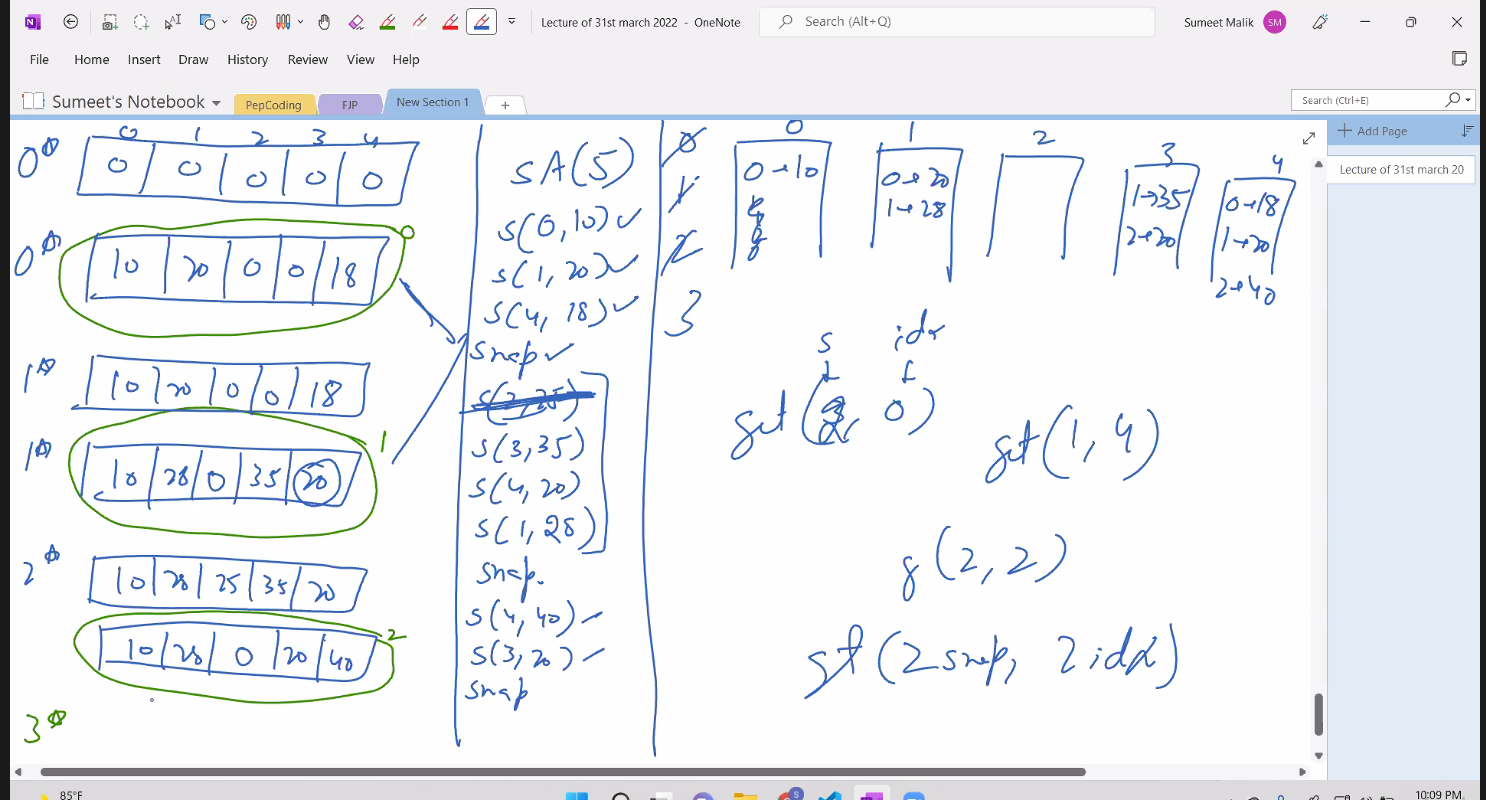 Lecture of 31st march 2022 - OneNote
Search (Alt+Q)
Sumeet Malik
SM
File Home Insert Draw History Review View Help
Sumeet's Notebook
PepCoding
FJP
New Section 1
+
Search (Ctrl+E)
Add Page
Lecture of 31st march 20
0 1 2 3 4
0 0 0 0 0 0
0 10 20 0 0 18 0
1 10 20 0 0 18
1 10 28 0 35 20 1
2 10 28 25 35 20
10 28 0 20 40 2
3
sA(5)
s(0, 10)
s(1, 20)
s(4, 18)
snap
s(2, 25)
s(3, 35)
s(4, 20)
s(1, 28)
snap.
s(4, 40)
s(3, 20)
snap
0
1
2
3
0 1 2 3 4
0→10
0→20
1→28
1→35
2→20
0→18
1→20
2→40
s idx
get( , 0)
get(1, 4)
g(2, 2)
get(2 snap, 2 idx)
85°F
10:09 PM